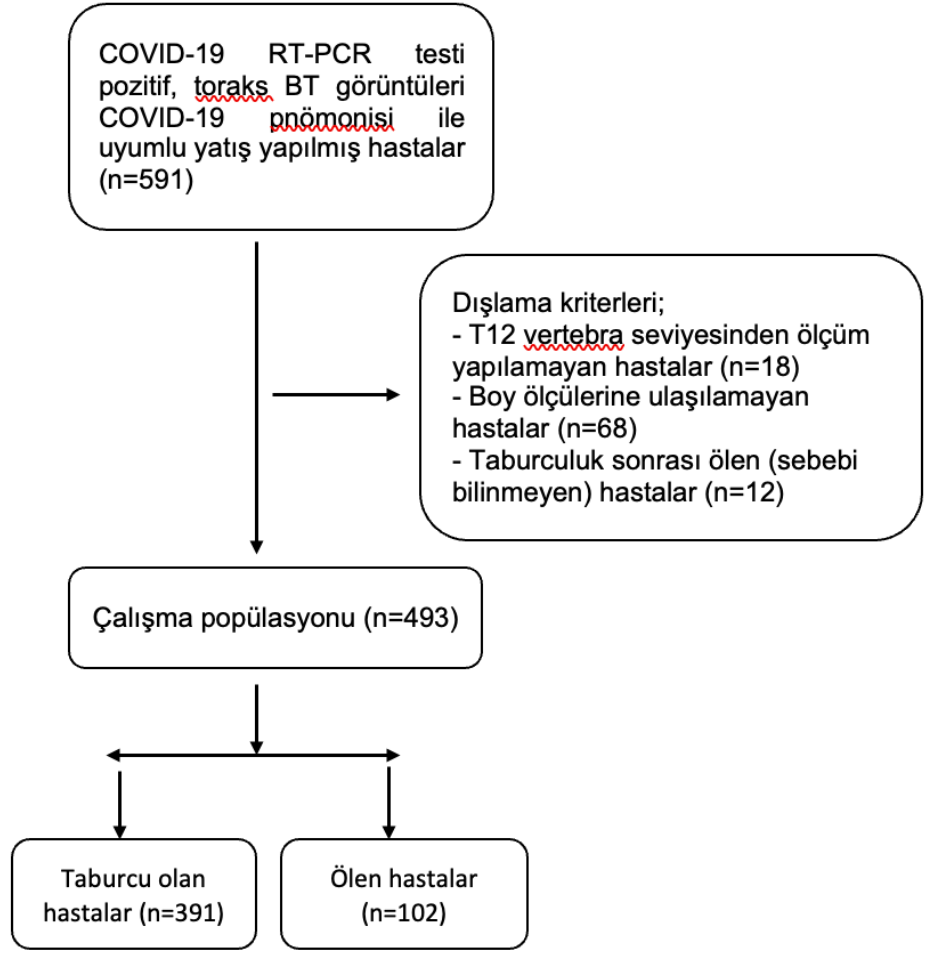 COVID-19 RT-PCR testi
pozitif, toraks BT görüntüleri
COVID-19 pnömonisi ile
uyumlu yatış yapılmış hastalar
(n=591)
Dışlama kriterleri;
- T12 vertebra seviyesinden ölçüm
yapılamayan hastalar (n=18)
- Boy ölçülerine ulaşılamayan
hastalar (n=68)
- Taburculuk sonrası ölen (sebebi
bilinmeyen) hastalar (n=12)
Çalışma popülasyonu (n=493)
Taburcu olan
hastalar (n=391)
Ölen hastalar
(n=102)